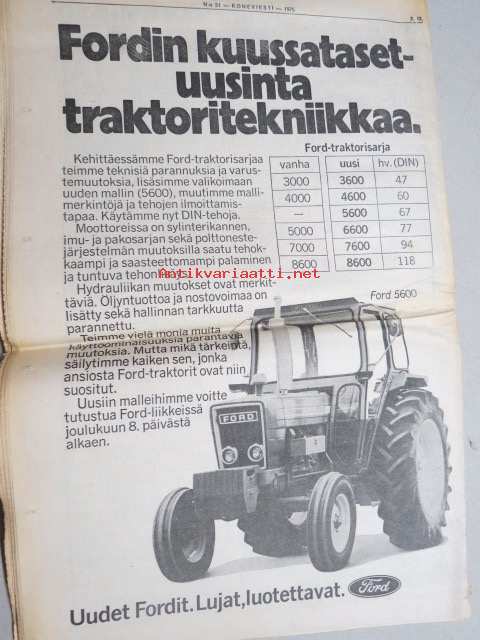 N:o 51 — KONEVIESTI — 1975
Fordin kuussataset-
uusinta
traktoritekniikkaa.
Kehittäessämme Ford-traktorisarjaa
teimme teknisiä parannuksia ja varus-
temuutoksia, lisäsimme valikoimaan
uuden mallin (5600), muutimme malli-
merkintöjä ja tehojen ilmoittamis-
tapaa. Käytämme nyt DIN-tehoja.
Moottoreissa on sylinterikannen,
imu- ja pakosarjan sekä polttoneste-
järjestelmän muutoksilla saatu tehok-
kaampi ja saasteettomampi palaminen
ja tuntuva tehonlisäys.
Hydrauliikan muutokset ovat merkit-
täviä. Öljyntuottoa ja nostovoimaa on
lisätty sekä hallinnan tarkkuutta
parannettu.
Teimme vielä monia muita
käyttöominaisuuksia parantavia
muutoksia. Mutta mikä tärkeintä,
säilytimme kaiken sen, jonka
ansiosta Ford-traktorit ovat niin
suositut.
Uusiin malleihimme voitte
tutustua Ford-liikkeissä
joulukuun 8. päivästä
alkaen.
Ford-traktorisarja
vanha uusi hv. (DIN)
3000 3600 47
4000 4600 60
— 5600 67
5000 6600 77
7000 7600 94
8600 8600 118
Antikvariaatti.net
Ford 5600
FORD
Uudet Fordit. Lujat, luotettavat.
Ford